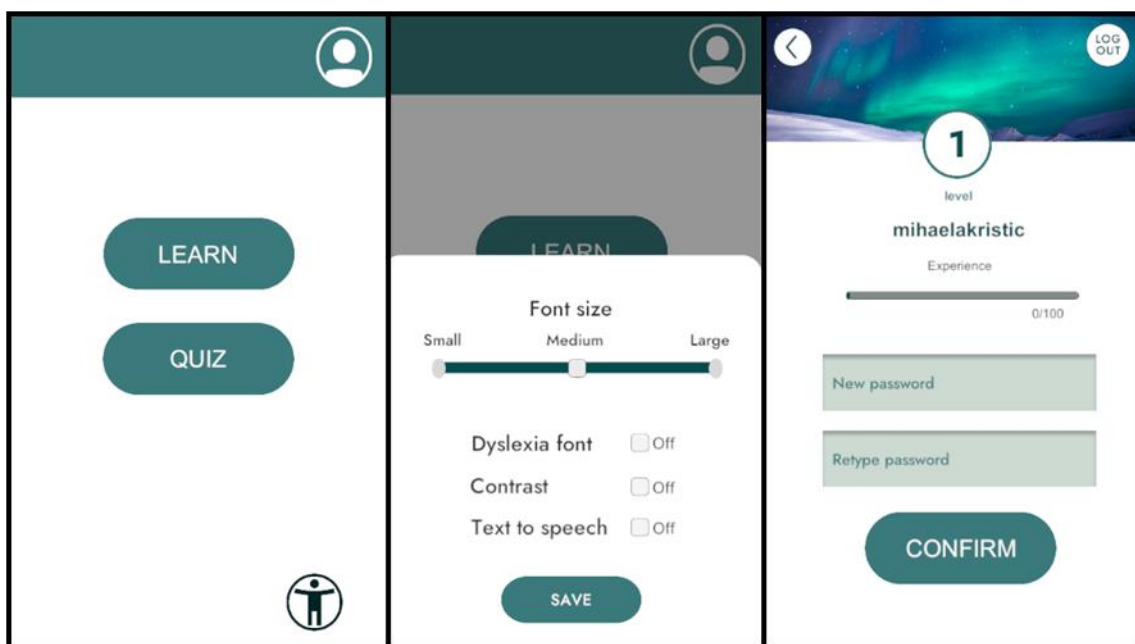 LEARN
QUIZ
LEARN
Font size
Small Medium Large
Dyslexia font Off
Contrast Off
Text to speech Off
SAVE
LOG
OUT
1
level
mihaelakristic
Experience
0/100
New password
Retype password
CONFIRM